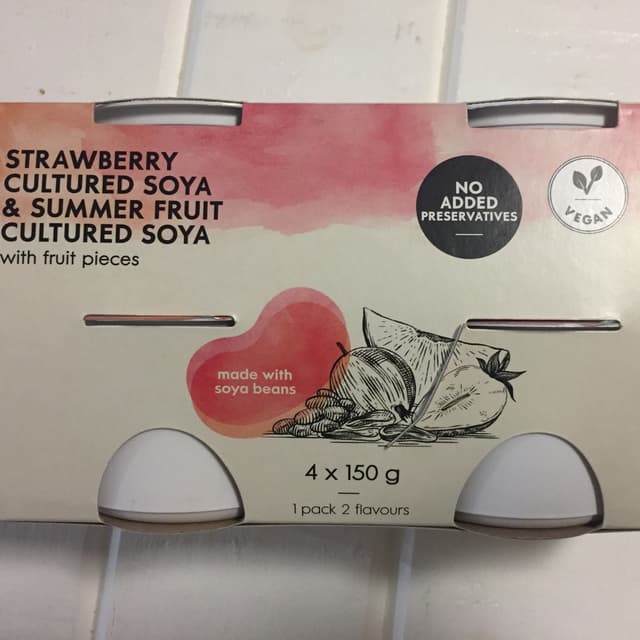 STRAWBERRY
CULTURED SOYA
& SUMMER FRUIT
CULTURED SOYA
with fruit pieces
NO
ADDED
PRESERVATIVES
VEGAN
made with
soya beans
4 x 150 g
1 pack 2 flavours